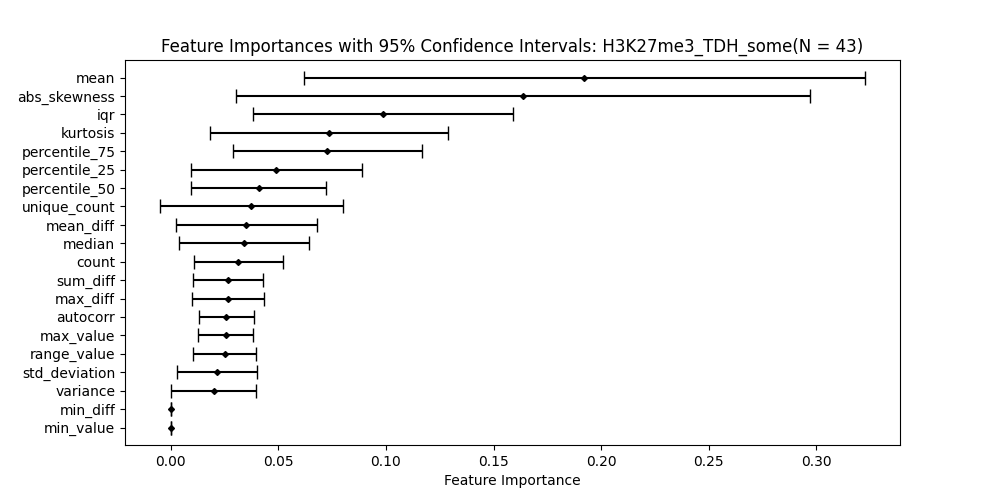 Feature Importances with 95% Confidence Intervals: H3K27me3_TDH_some(N = 43)
mean
abs_skewness
iqr
kurtosis
percentile_75
percentile_25
percentile_50
unique_count
mean_diff
median
count
sum_diff
max_diff
autocorr
max_value
range_value
std_deviation
variance
min_diff
min_value
0.00 0.05 0.10 0.15 0.20 0.25 0.30
Feature Importance